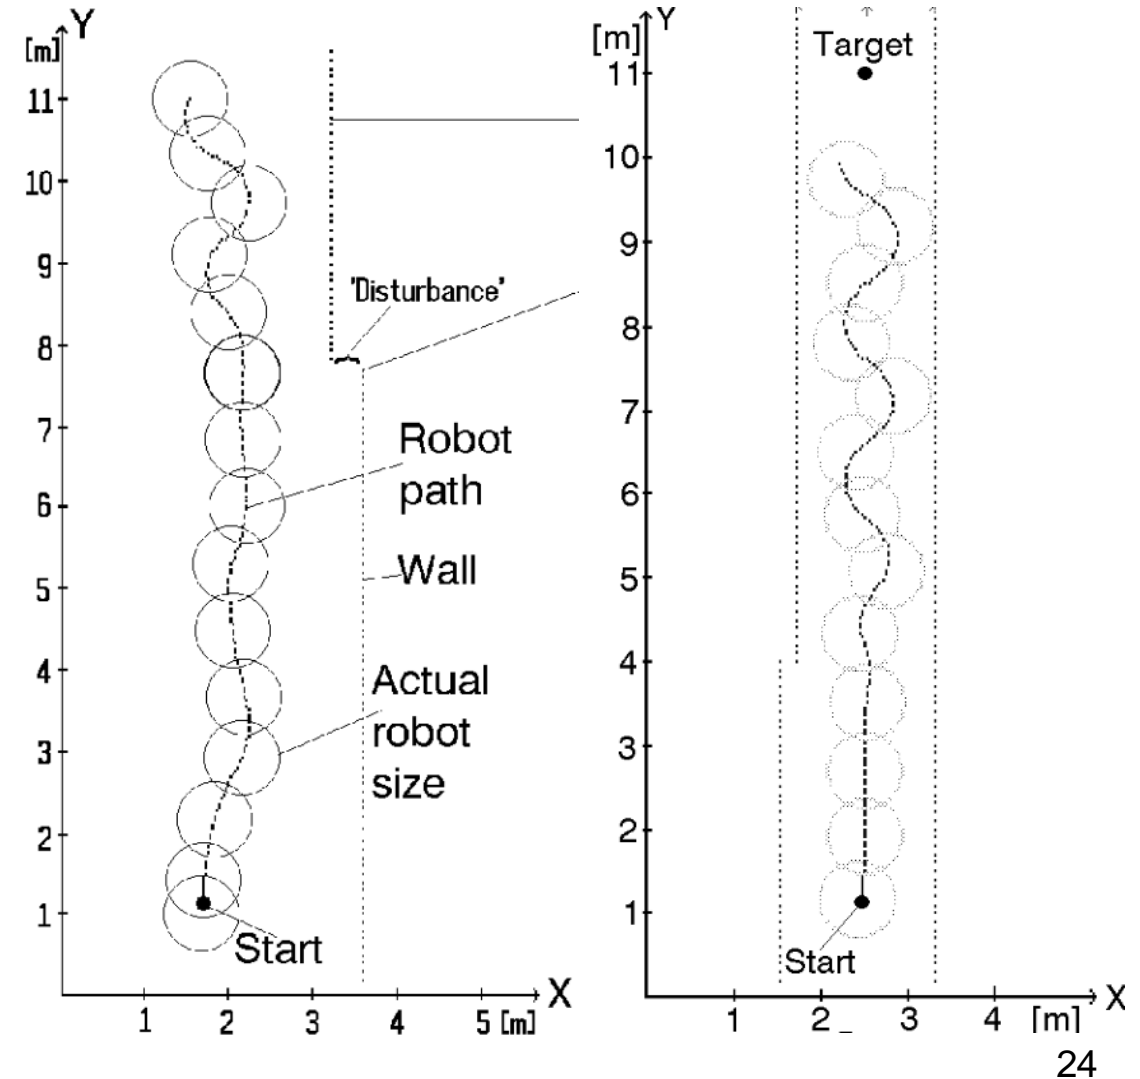 Y
[m]
11
10
9
8
7
6
5
4
3
2
1
'Disturbance'
Robot
path
Wall
Actual
robot
size
Start
X
1 2 3 4 5 [m]
Y
[m]
Target
11
10
9
8
7
6
5
4
3
2
1
Start
X
1 2 3 4 [m]
24